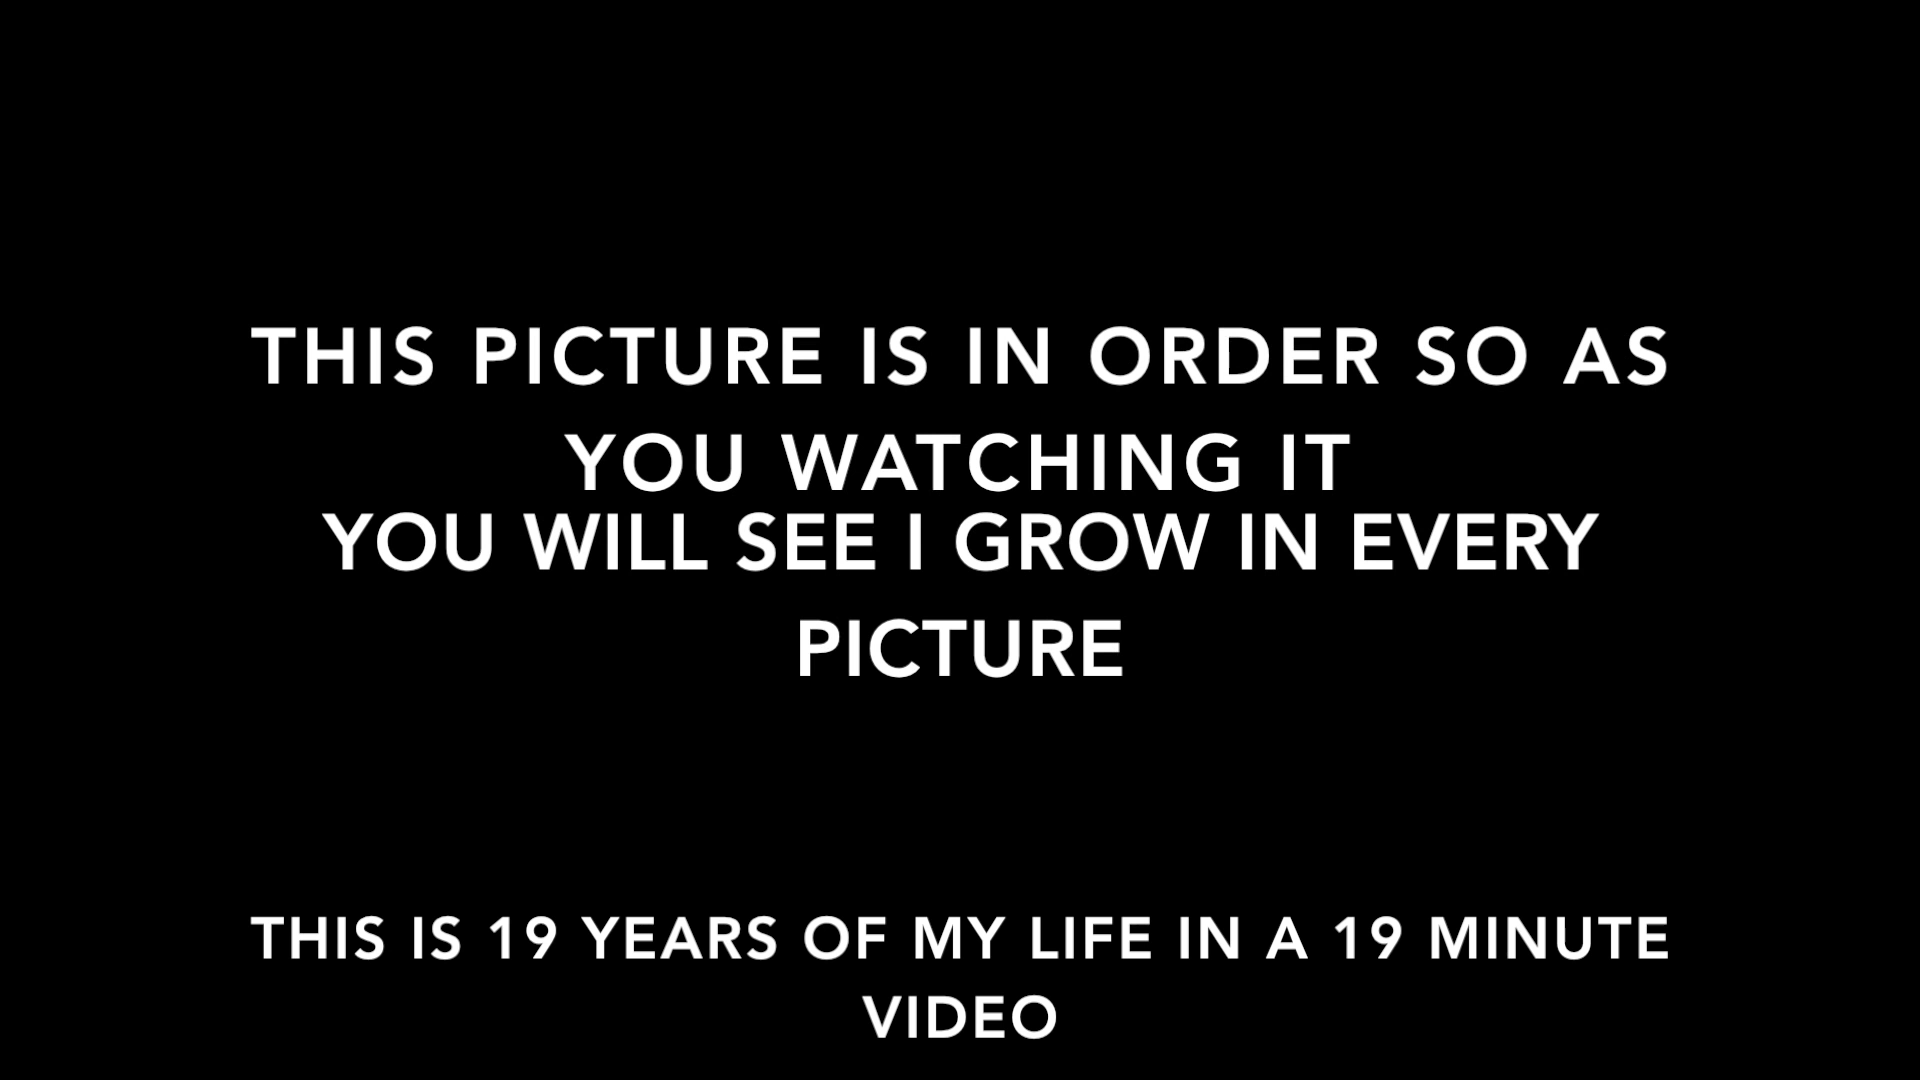 THIS PICTURE IS IN ORDER SO AS
YOU WATCHING IT
YOU WILL SEE I GROW IN EVERY
PICTURE
THIS IS 19 YEARS OF MY LIFE IN A 19 MINUTE
VIDEO